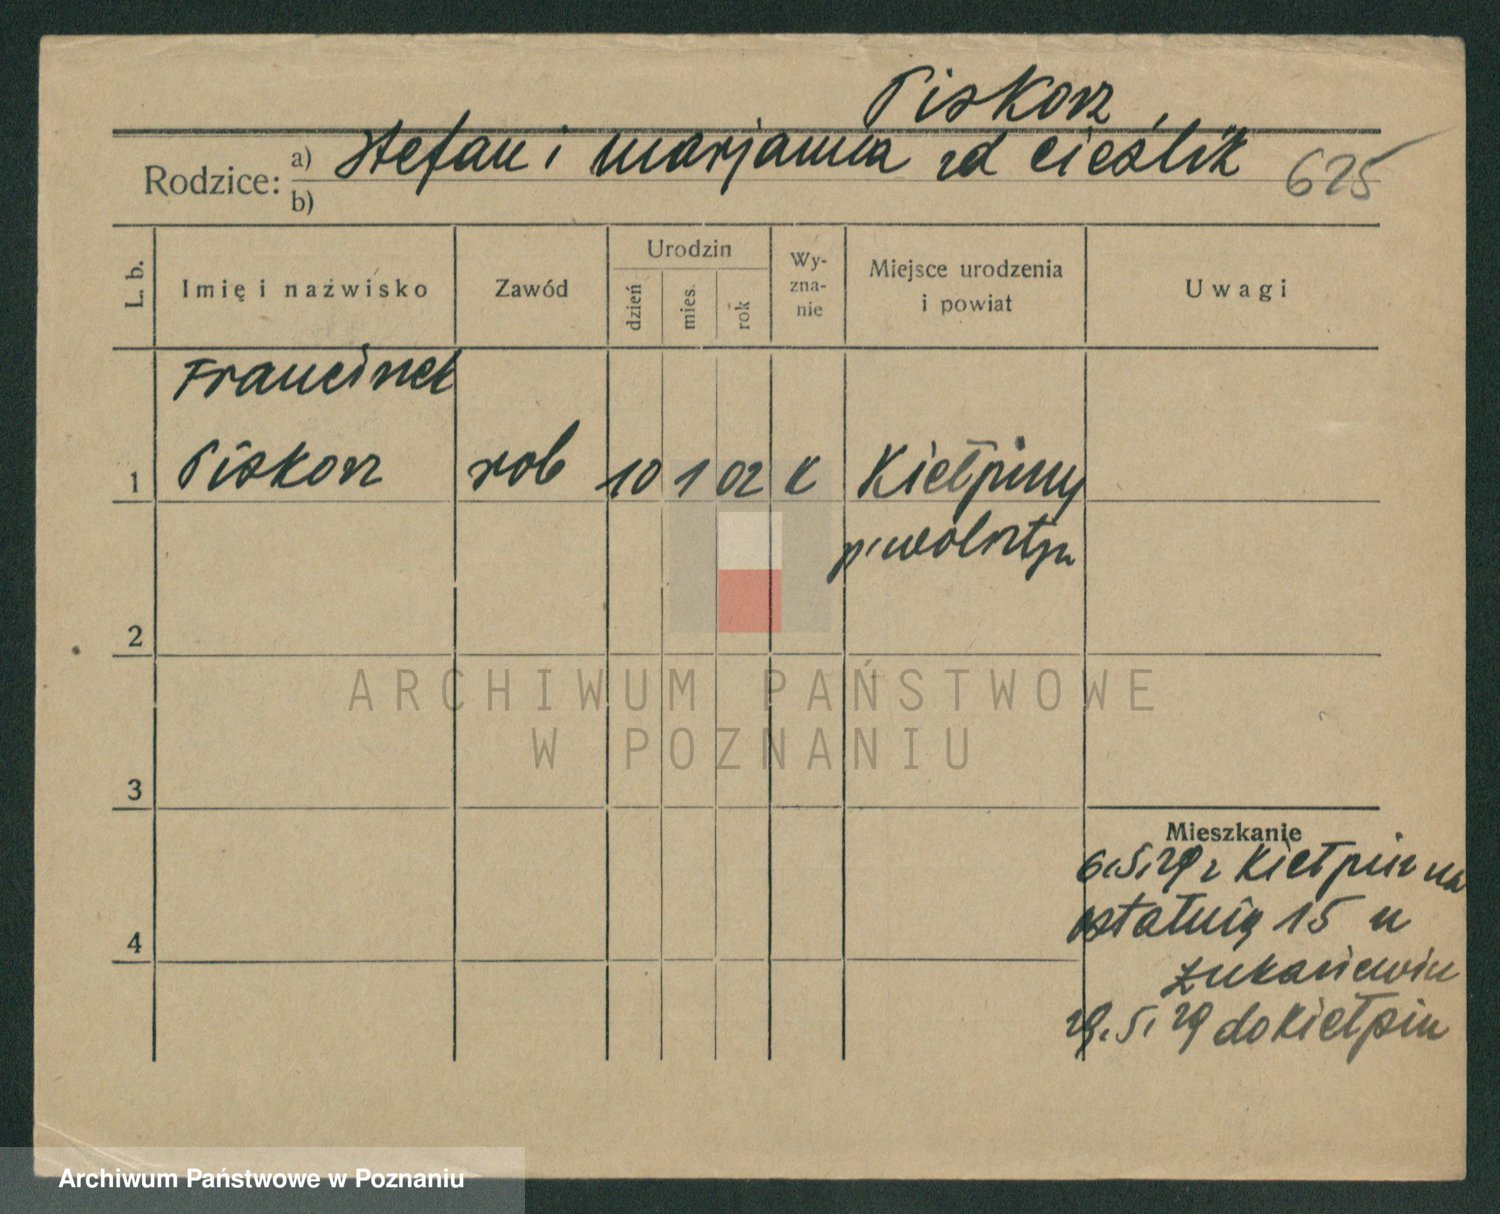 Piskorz
Rodzice: a) Stefan i Marjanna zd Cieślik 625
b)
L. b.
Imię i nazwisko
Zawód
Urodzin
dzień
mies.
rok
Wy-
zna-
nie
Miejsce urodzenia
i powiat
Uwagi
Franciszek
1 Piskorz rob 10 1 02 k Kiełpiny
p. wolsztyn
2
3
4
Mieszkanie
6.5.29 z Kiełpin na
ostatnią 15 u
29.5.29 do Kiełpin
ARCHIWUM PAŃSTWOWE
W POZNANIU
Archiwum Państwowe w Poznaniu